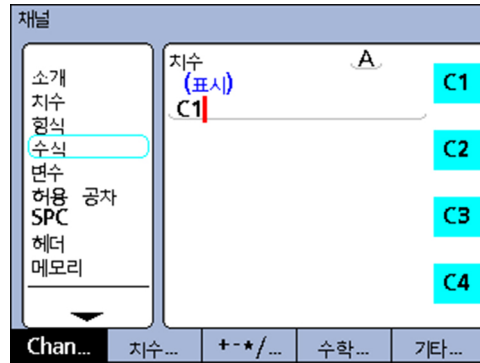 채널
소개
치수
형식
수식
변수
허용 공차
SPC
헤더
메모리
치수
A
(표시)
C1
C1
C2
C3
C4
Chan...
치수...
+-*/...
수학...
기타...